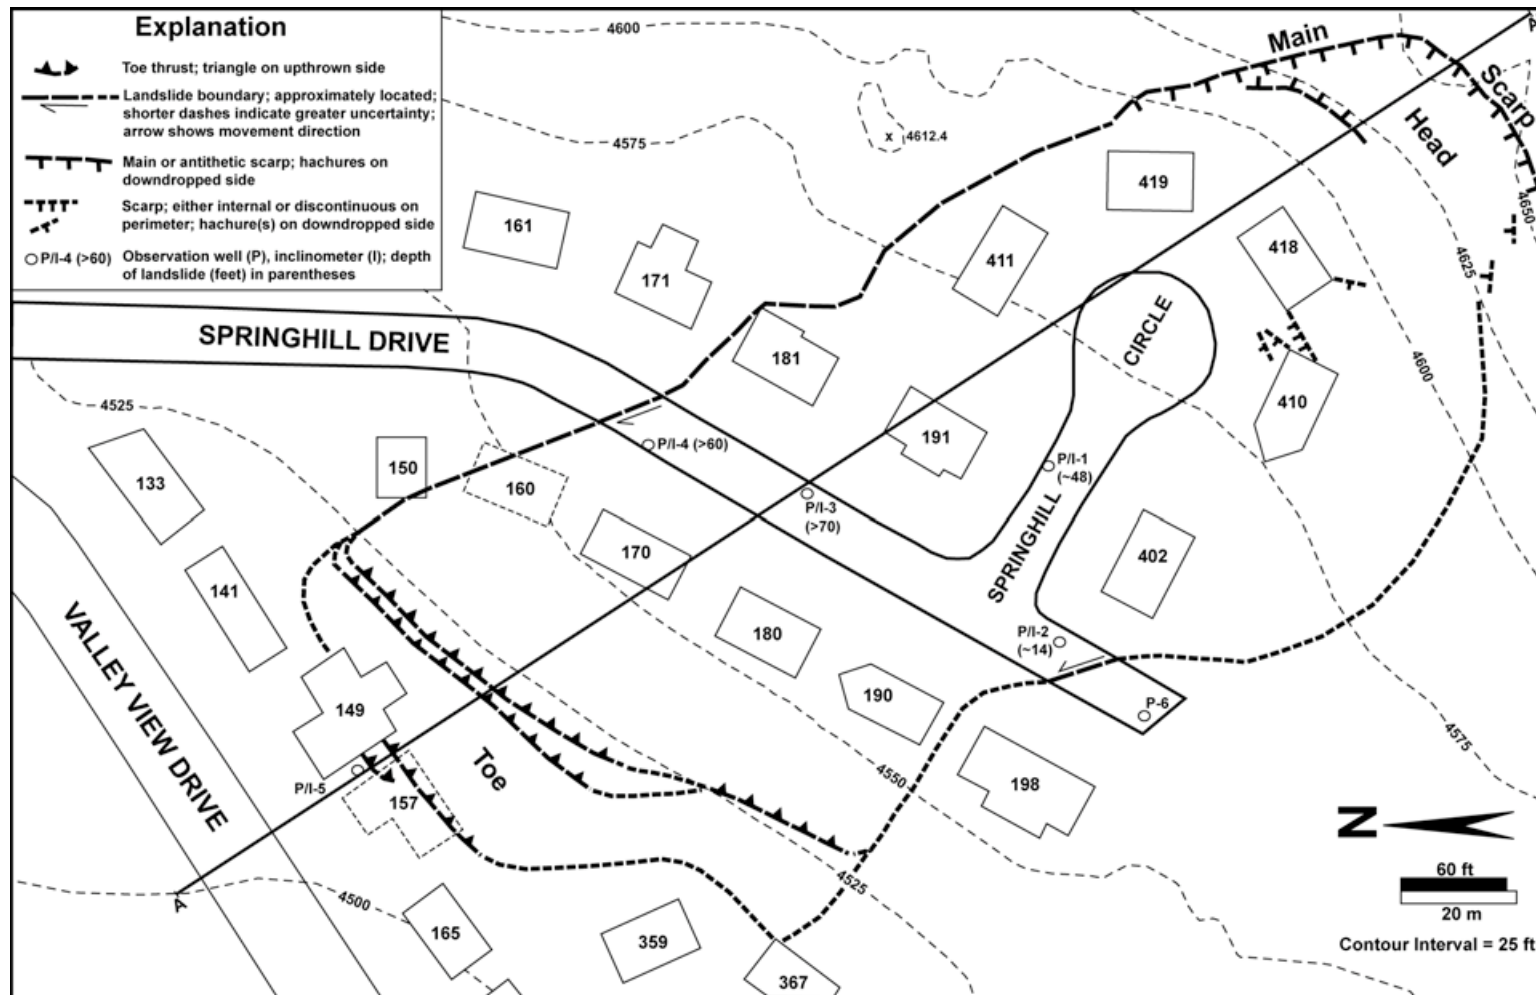 Explanation
Toe thrust; triangle on upthrown side
Landslide boundary; approximately located;
shorter dashes indicate greater uncertainty;
arrow shows movement direction
Main or antithetic scarp; hachures on
downdropped side
Scarp; either internal or discontinuous on
perimeter; hachure(s) on downdropped side
P/I-4 (>60) Observation well (P), inclinometer (I); depth
of landslide (feet) in parentheses
4600
4575
x 4612.4
Main
Scarp
Head
A'
419
161
171
411
418
4650
4625
SPRINGHILL DRIVE
181
CIRCLE
4600
4525
191
410
P/I-4 (>60)
150
160
133
P/I-1
(~48)
P/I-3
(>70)
170
SPRINGHILL
402
141
180
P/I-2
(~14)
VALLEY VIEW DRIVE
149
190
P-6
Toe
4575
4550
198
P/I-5
157
N
4525
4500
A
165
359
367
60 ft
20 m
Contour Interval = 25 ft